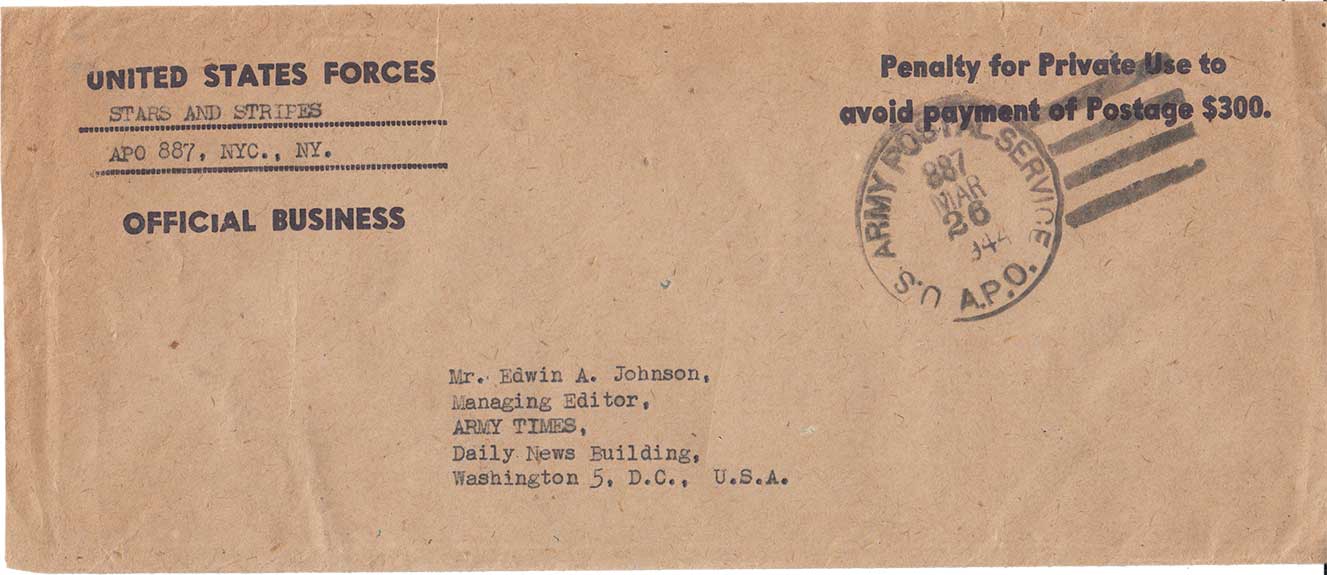 UNITED STATES FORCES
STARS AND STRIPES
APO 887, NYC., NY.
OFFICIAL BUSINESS
Penalty for Private Use to
avoid payment of Postage $300.
U.S. ARMY POSTAL SERVICE
A.P.O.
887
MAR
26
944
Mr. Edwin A. Johnson,
Managing Editor,
ARMY TIMES,
Daily News Building,
Washington 5, D.C., U.S.A.